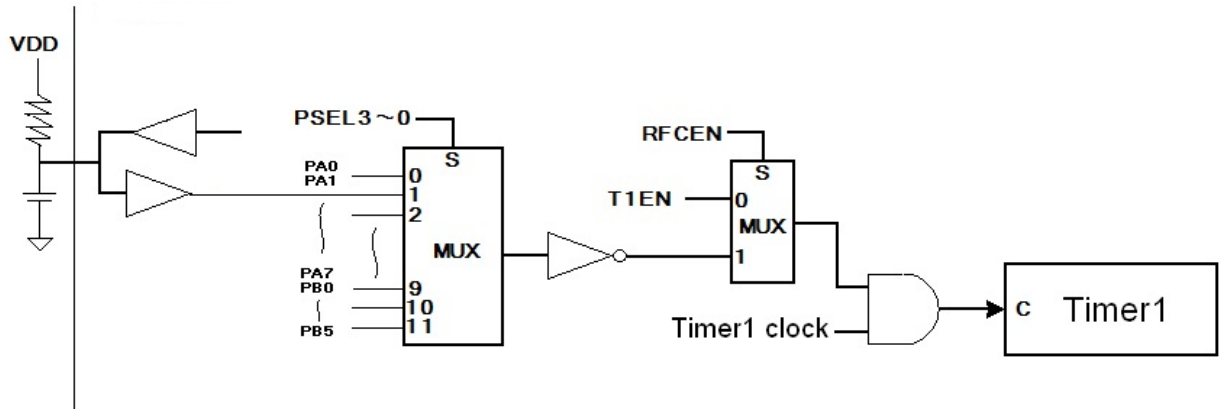 VDD
PSEL3~0
S
PA0
PA1
PA7
PB0
PB5
0
1
2
9
10
11
MUX
RFCEN
S
T1EN
0
MUX
1
Timer1 clock
C
Timer1